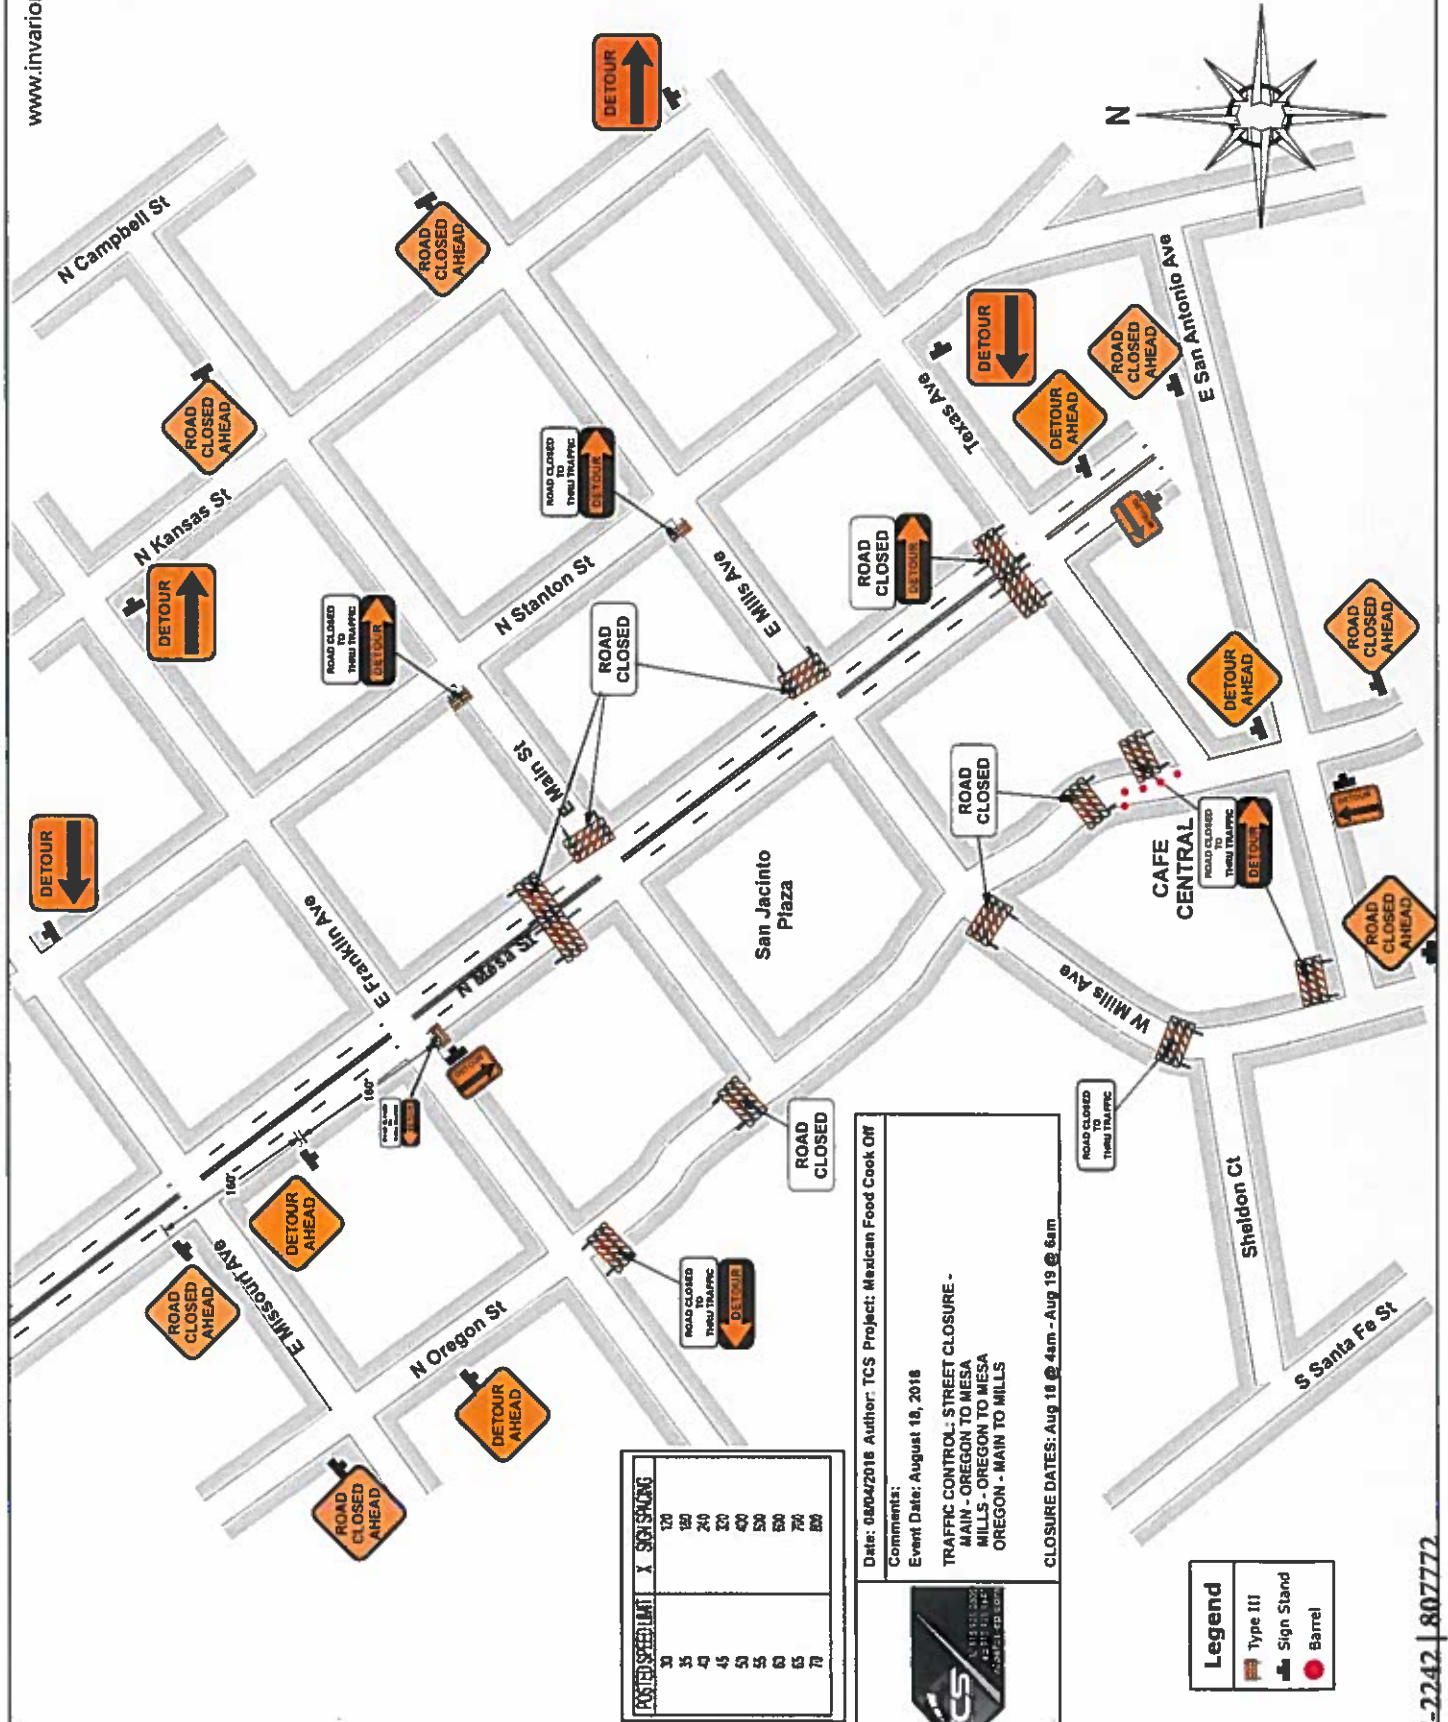 www.invario
N Campbell St
ROAD
CLOSED
AHEAD
DETOUR
ROAD
CLOSED
AHEAD
N Kansas St
DETOUR
ROAD CLOSED
TO
THRU TRAFFIC
DETOUR
N Stanton St
ROAD CLOSED
TO
THRU TRAFFIC
DETOUR
E Mills Ave
ROAD
CLOSED
ROAD
CLOSED
DETOUR
Texas Ave
DETOUR
DETOUR
AHEAD
ROAD
CLOSED
AHEAD
E San Antonio Ave
N
DETOUR
DETOUR
AHEAD
ROAD
CLOSED
AHEAD
DETOUR
E Franklin Ave
E Main St
N Mesa St
San Jacinto
Plaza
ROAD
CLOSED
CAFE
CENTRAL
ROAD CLOSED
TO
THRU TRAFFIC
DETOUR
DETOUR
ROAD
CLOSED
AHEAD
W Mills Ave
160'
160'
DETOUR
DETOUR
DETOUR
AHEAD
ROAD
CLOSED
AHEAD
E Missouri Ave
N Oregon St
DETOUR
AHEAD
ROAD
CLOSED
AHEAD
ROAD
CLOSED
ROAD CLOSED
TO
THRU TRAFFIC
DETOUR
ROAD CLOSED
TO
THRU TRAFFIC
Sheldon Ct
S Santa Fe St
POSTED SPEED LIMIT X SIGN SPACING
30 120
35 160
40 240
45 320
50 400
55 500
60 600
65 700
70 800
Date: 08/04/2018 Author: TCS Project: Mexican Food Cook Off
Comments:
Event Date: August 18, 2018
TRAFFIC CONTROL: STREET CLOSURE -
MAIN - OREGON TO MESA
MILLS - OREGON TO MESA
OREGON - MAIN TO MILLS
CLOSURE DATES: Aug 18 @ 4am - Aug 19 @ 6am
CS
Legend
Type III
Sign Stand
Barrel
-2242 | 807772